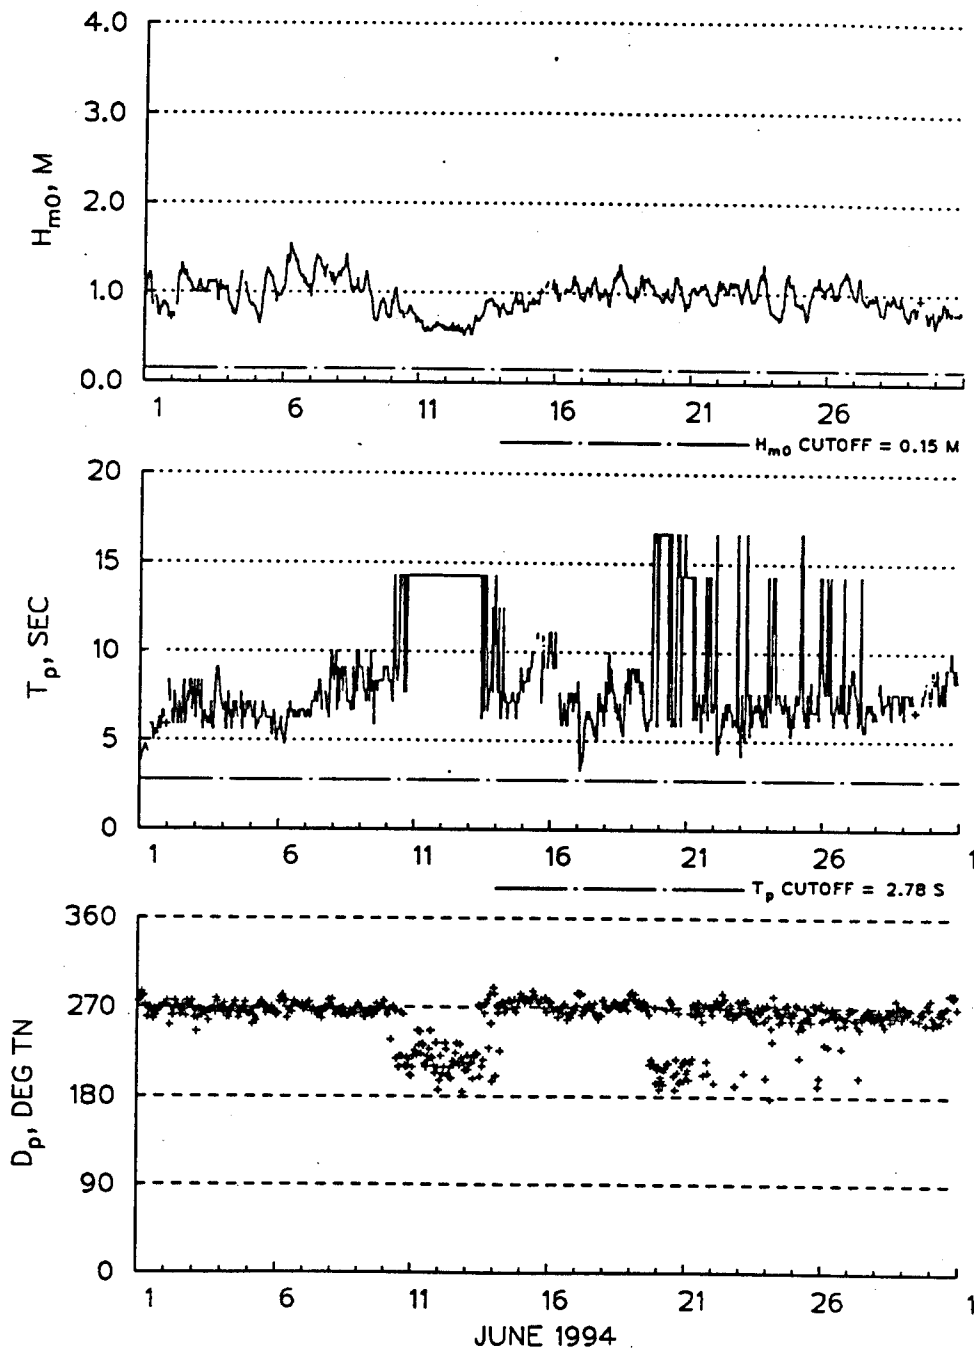 4.0
3.0
2.0
1.0
0.0
H_m0, M
1 6 11 16 21 26
H_m0 CUTOFF = 0.15 M
20
15
10
5
0
T_p, SEC
1 6 11 16 21 26 1
T_p CUTOFF = 2.78 S
360
270
180
90
0
D_p, DEG TN
1 6 11 16 21 26 1
JUNE 1994